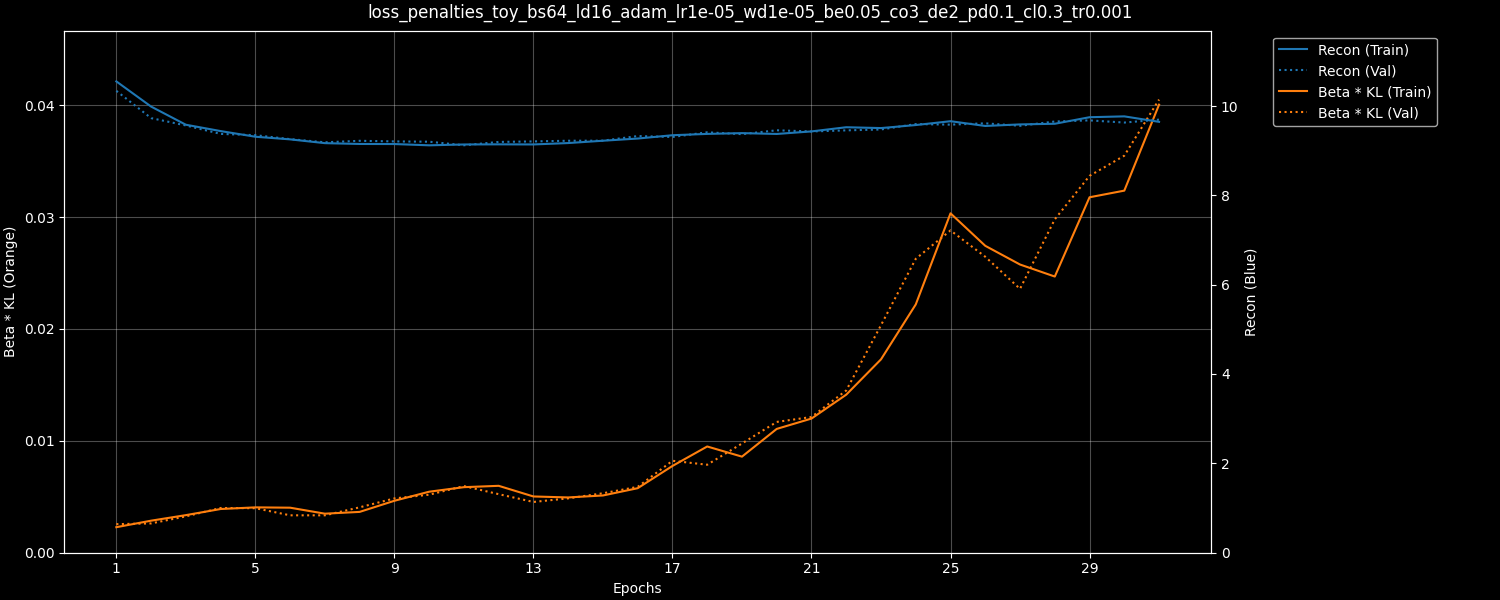 loss_penalties_toy_bs64_ld16_adam_lr1e-05_wd1e-05_be0.05_co3_de2_pd0.1_cl0.3_tr0.001
Recon (Train)
Recon (Val)
Beta * KL (Train)
Beta * KL (Val)
Beta * KL (Orange)
0.04
0.03
0.02
0.01
0.00
10
8
6
4
2
0
Recon (Blue)
1 5 9 13 17 21 25 29
Epochs